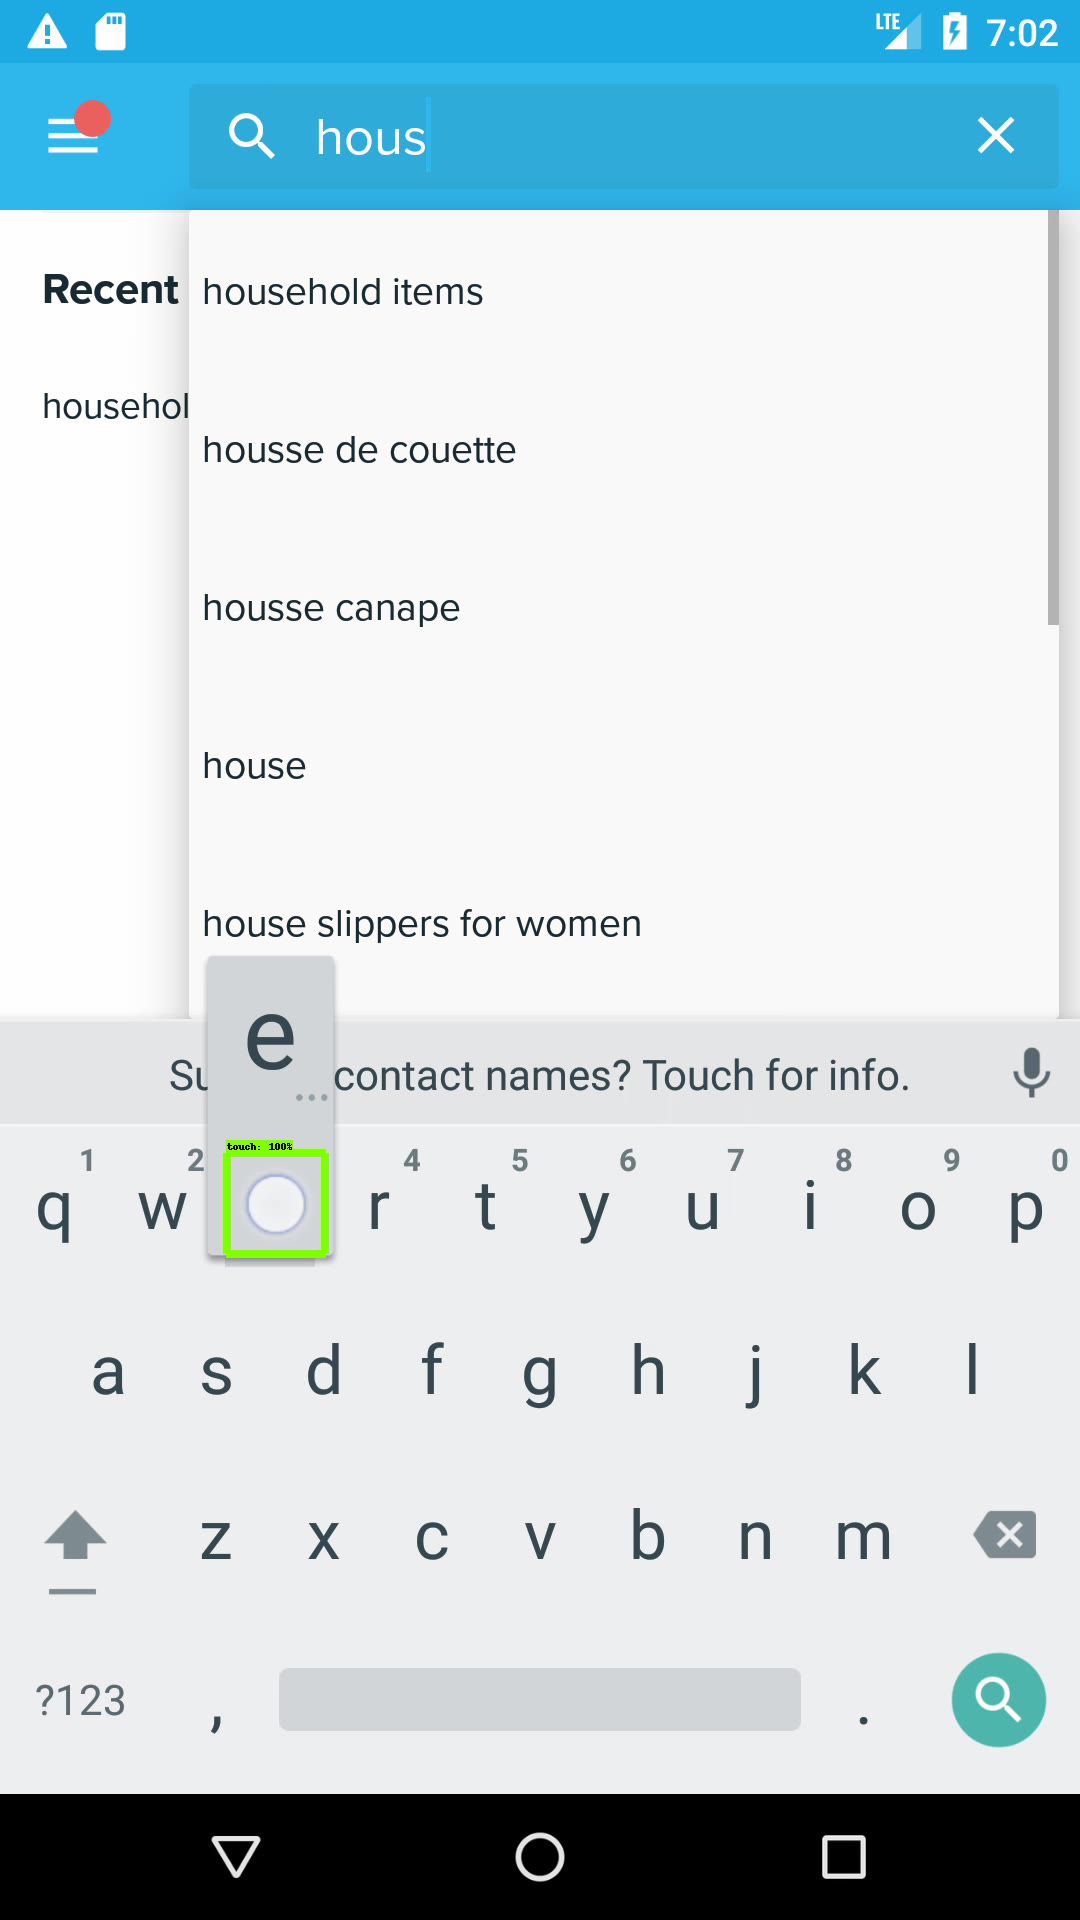 LTE 7:02
hous
Recent
househol
household items
housse de couette
housse canape
house
house slippers for women
e
...
Su contact names? Touch for info.
touch: 100%
1 2 4 5 6 7 8 9 0
q w r t y u i o p
a s d f g h j k l
z x c v b n m
?123 , .